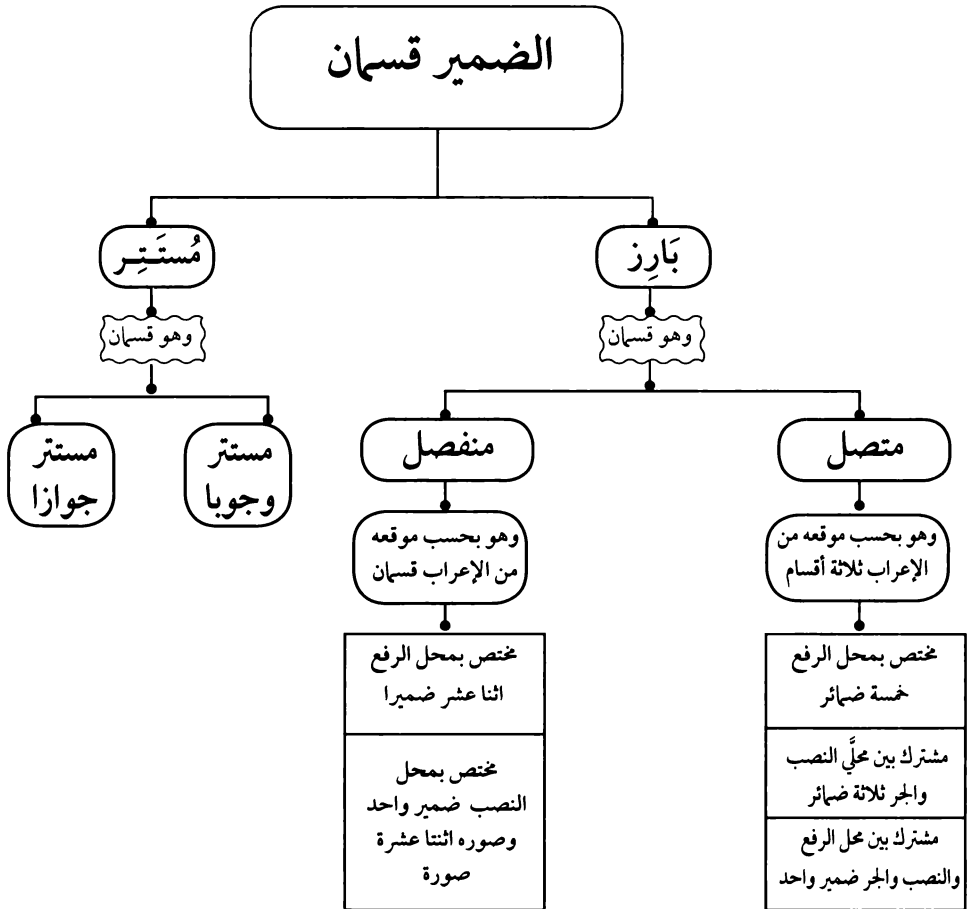 الضمير قسمان
بَارِز
مُستَـتِـر
وهو قسمان
وهو قسمان
متصل
منفصل
مستتر
وجوبا
مستتر
جوازا
وهو بحسب موقعه من
الإعراب ثلاثة أقسام
وهو بحسب موقعه
من الإعراب قسمان
مختص بمحل الرفع
خمسة ضمائر
مشترك بين محلَّي النصب
والجر ثلاثة ضمائر
مشترك بين محل الرفع
والنصب والجر ضمير واحد
مختص بمحل الرفع
اثنا عشر ضميرا
مختص بمحل
النصب ضمير واحد
وصوره اثنتا عشرة
صورة